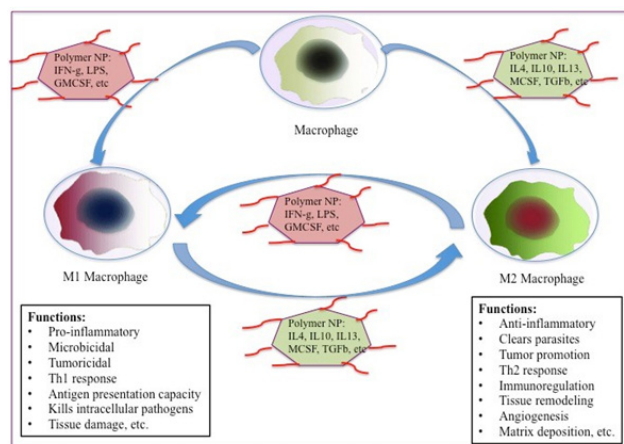 Polymer NP:
IFN-g, LPS,
GMCSF, etc
Polymer NP:
IL4, IL10, IL13,
MCSF, TGFb, etc
Macrophage
Polymer NP:
IFN-g, LPS,
GMCSF, etc
M1 Macrophage
M2 Macrophage
Polymer NP:
IL4, IL10, IL13,
MCSF, TGFb, etc
Functions:
• Pro-inflammatory
• Microbicidal
• Tumoricidal
• Th1 response
• Antigen presentation capacity
• Kills intracellular pathogens
• Tissue damage, etc.
Functions:
• Anti-inflammatory
• Clears parasites
• Tumor promotion
• Th2 response
• Immunoregulation
• Tissue remodeling
• Angiogenesis
• Matrix deposition, etc.